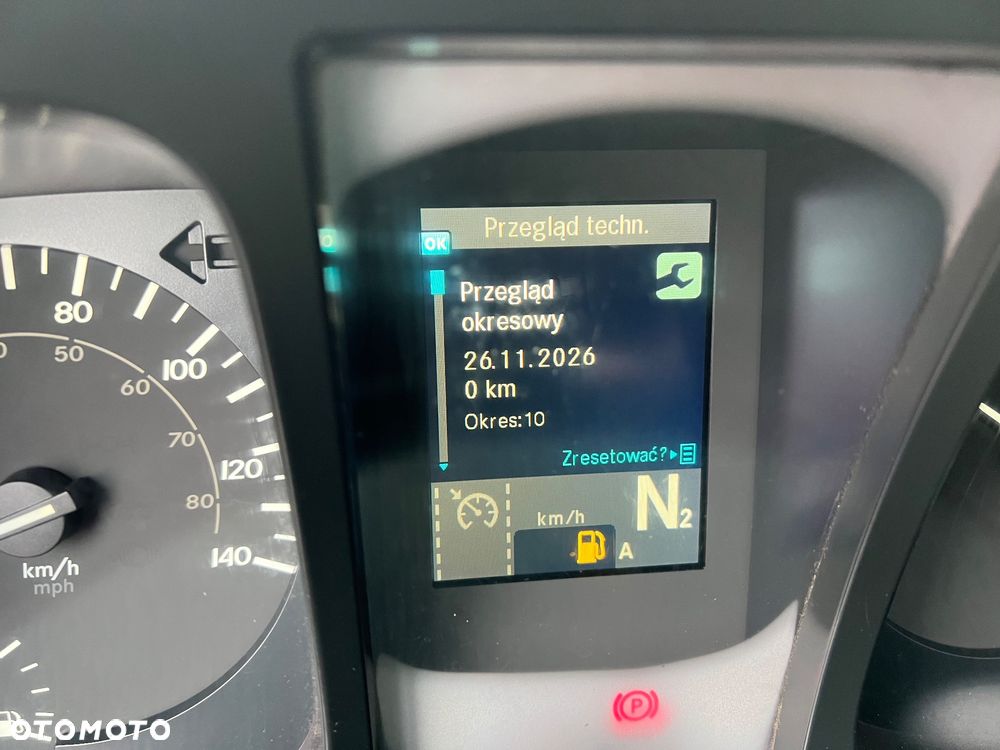 Przegląd techn.
OK
Przegląd
okresowy
26.11.2026
0 km
Okres:10
Zresetować?
km/h
N2
A
80
100
120
140
50
60
70
80
km/h
mph
P
OTOMOTO